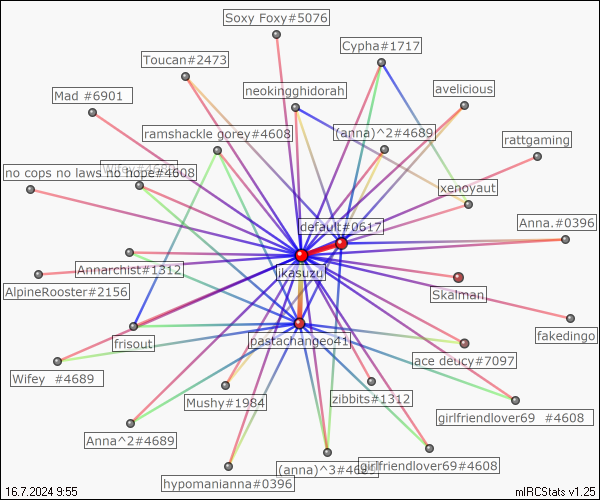 Soxy Foxy#5076
Cypha#1717
Toucan#2473
neokingghidorah
avelicious
Mad #6901
ramshackle gorey#4608
(anna)^2#4689
rattgaming
Wifey#4689
no cops no laws no hope#4608
xenoyaut
default#0617
Anna.#0396
Annarchist#1312
jkasuzu
Skalman
AlpineRooster#2156
fakedingo
frisout
pastachangeo41
ace deucy#7097
Wifey #4689
Mushy#1984
zibbits#1312
girlfriendlover69 #4608
Anna^2#4689
(anna)^3#4689
girlfriendlover69#4608
hypomanianna#0396
16.7.2024 9:55
mIRCStats v1.25